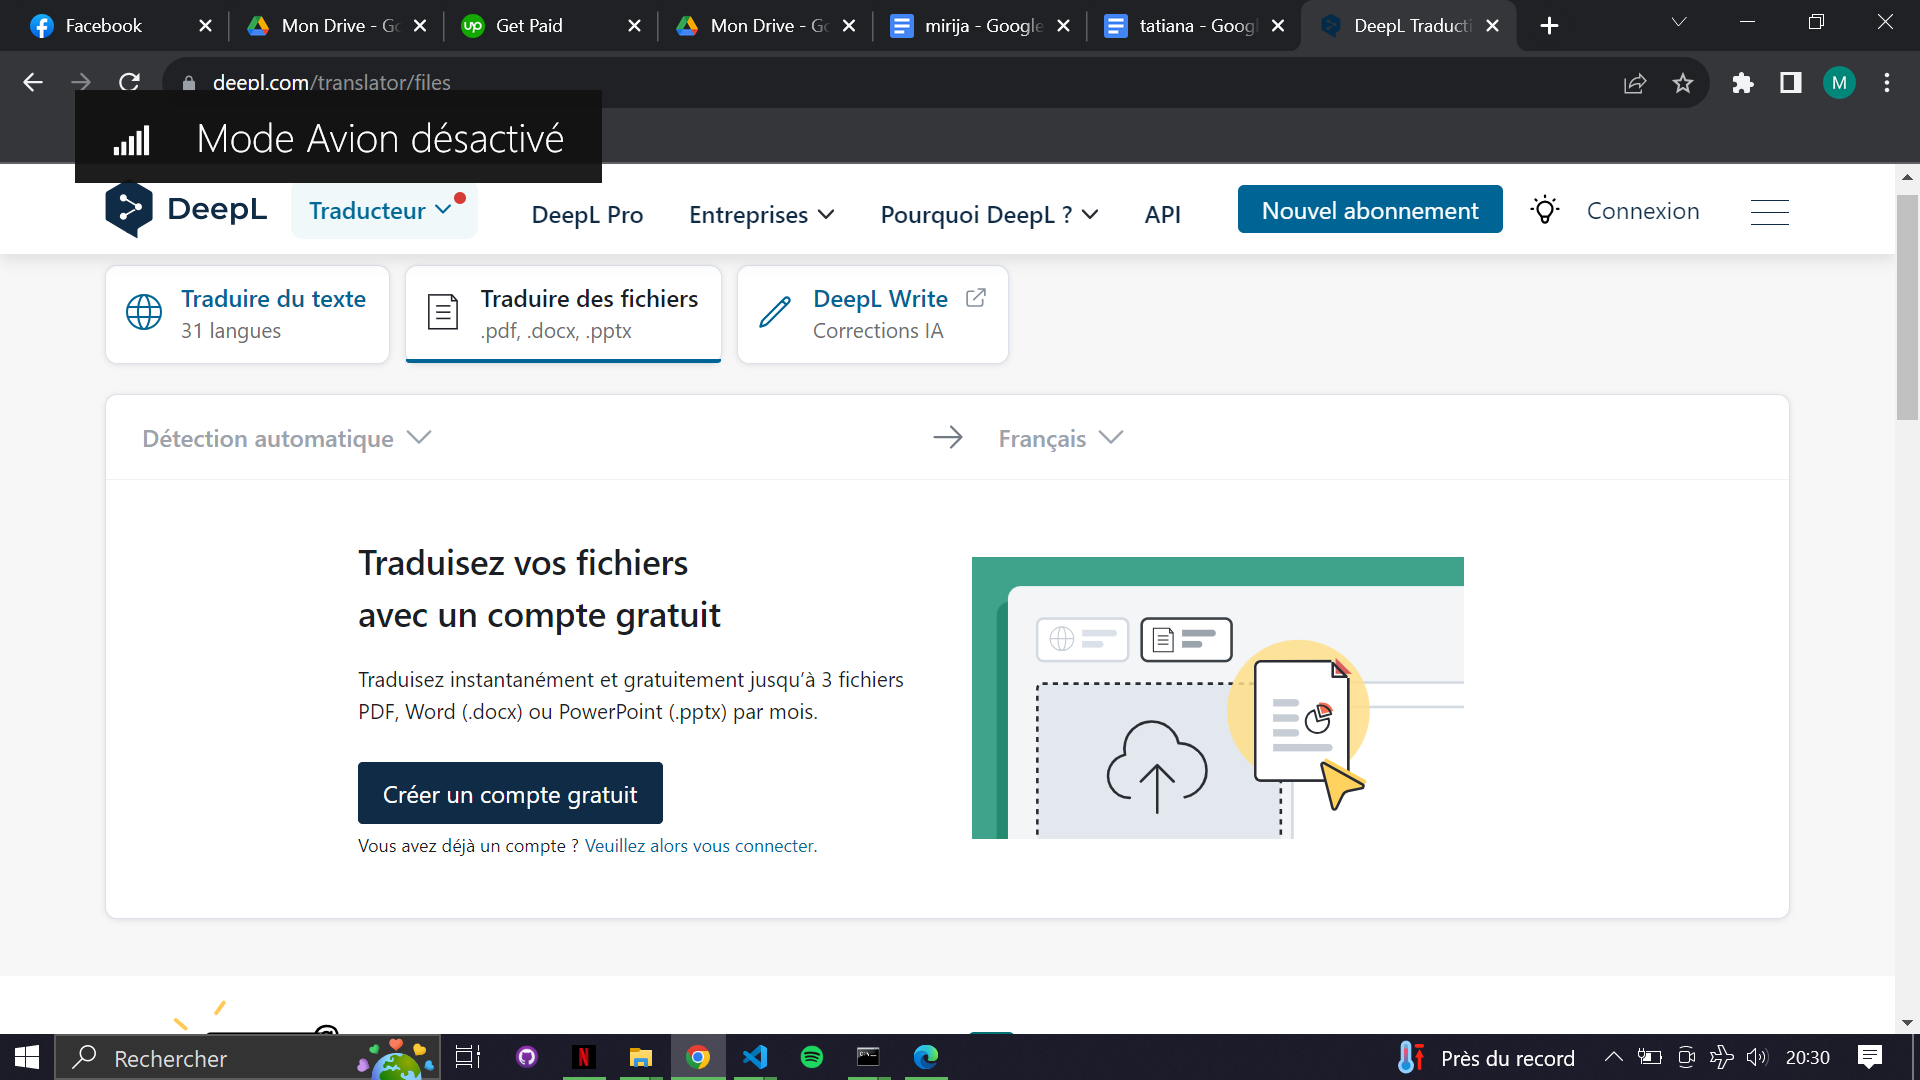 Facebook
Mon Drive - Go
Get Paid
Mon Drive - Go
mirija - Google
tatiana - Googl
DeepL Traducti
deepl.com/translator/files
M
Mode Avion désactivé
DeepL
Traducteur
DeepL Pro
Entreprises
Pourquoi DeepL ?
API
Nouvel abonnement
Connexion
Traduire du texte
31 langues
Traduire des fichiers
.pdf, .docx, .pptx
DeepL Write
Corrections IA
Détection automatique
Français
Traduisez vos fichiers
avec un compte gratuit
Traduisez instantanément et gratuitement jusqu’à 3 fichiers
PDF, Word (.docx) ou PowerPoint (.pptx) par mois.
Créer un compte gratuit
Vous avez déjà un compte ? Veuillez alors vous connecter.
Rechercher
Près du record
20:30